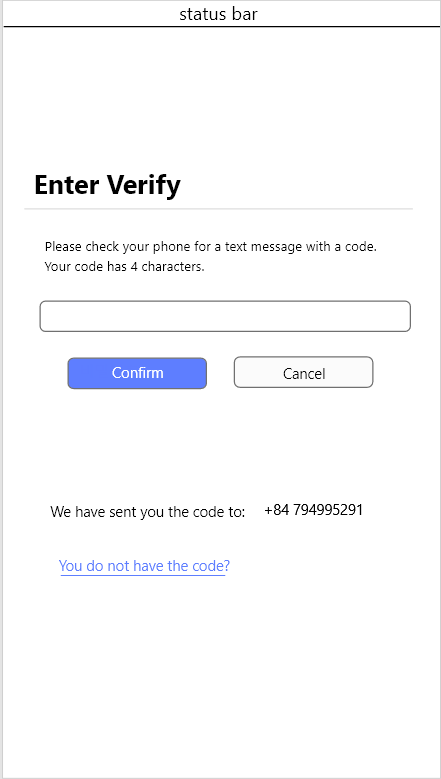 status bar
Enter Verify
Please check your phone for a text message with a code.
Your code has 4 characters.
Confirm
Cancel
We have sent you the code to: +84 794995291
You do not have the code?